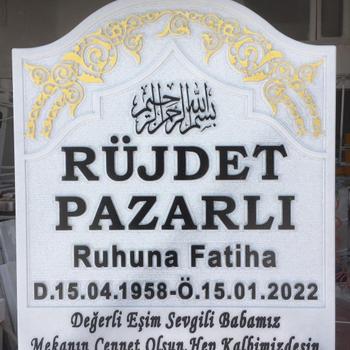 بسم الله الرحمن الرحيم
RÜJDET
PAZARLI
Ruhuna Fatiha
D.15.04.1958-Ö.15.01.2022
Değerli Eşim Sevgili Babamız
Mekanın Cennet Olsun, Hep Kalbimizdesin